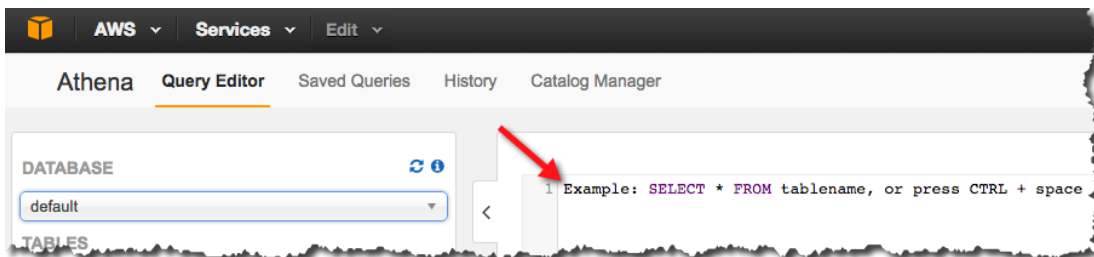 AWS Services Edit
Athena Query Editor Saved Queries History Catalog Manager
DATABASE
default
TABLES
1 Example: SELECT * FROM tablename, or press CTRL + space